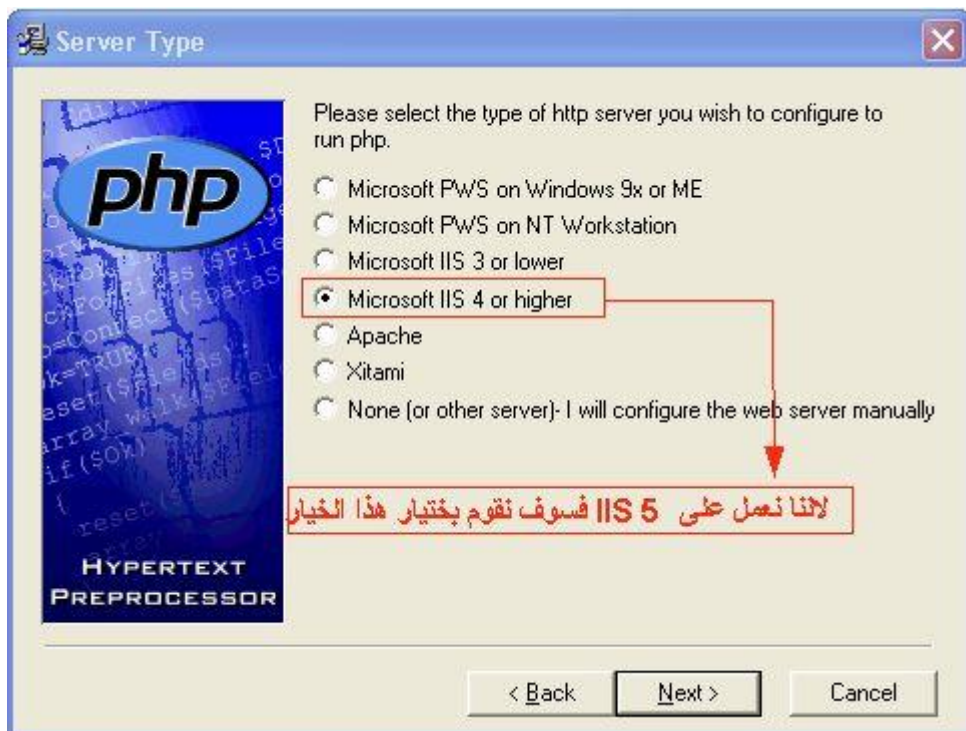 Server Type
php
HYPERTEXT
PREPROCESSOR
Please select the type of http server you wish to configure to
run php.
Microsoft PWS on Windows 9x or ME
Microsoft PWS on NT Workstation
Microsoft IIS 3 or lower
Microsoft IIS 4 or higher
Apache
Xitami
None (or other server)- I will configure the web server manually
لاننا نعمل على IIS 5 فسوف نقوم بختيار هذا الخيار
< Back
Next >
Cancel